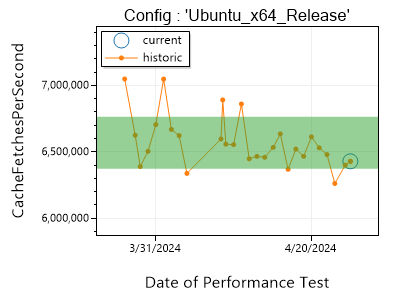 Config : 'Ubuntu_x64_Release'
current
historic
CacheFetchesPerSecond
7,000,000
6,500,000
6,000,000
3/31/2024
4/20/2024
Date of Performance Test